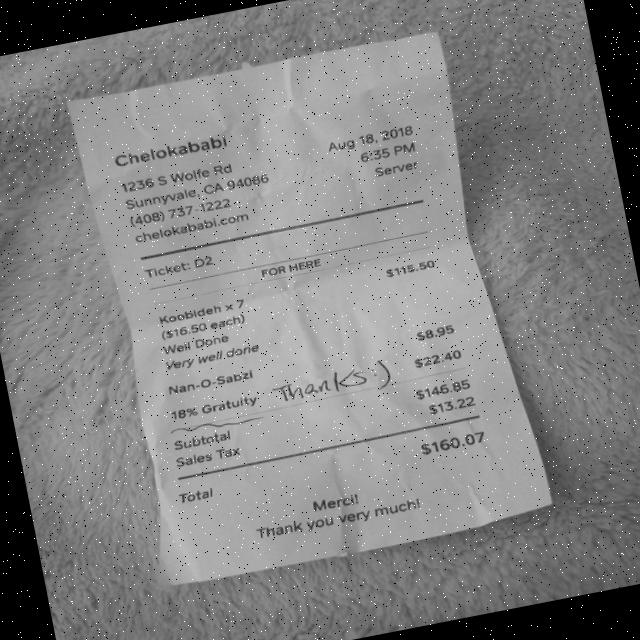 Chelokababi
Aug 18, 2018
1236 S Wolfe Rd
6:35 PM
Sunnyvale, CA 94086
Server
(408) 737-1222
chelokababi.com
Ticket: D2
FOR HERE
Koobideh x 7 $115.50
($16.50 each)
Well Done
Very well done
Nan-O-Sabzi $8.95
18% Gratuity $22.40
Thanks :)
Subtotal $146.85
Sales Tax $13.22
Total $160.07
Merci!
Thank you very much!